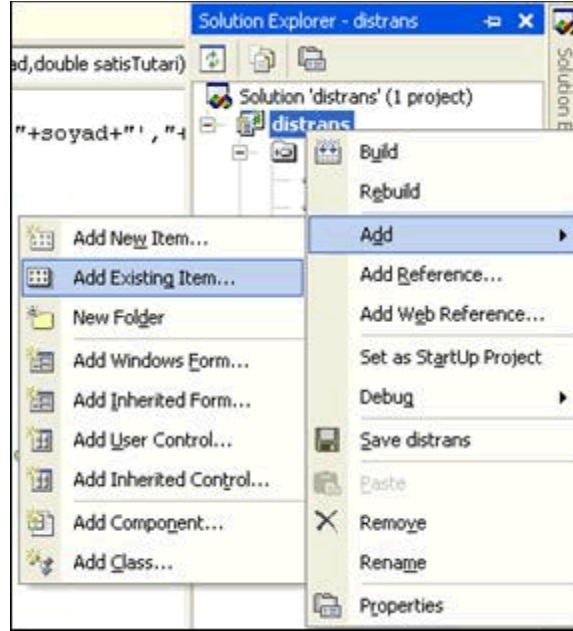 Solution Explorer - distrans
ad,double satisTutari)
Solution 'distrans' (1 project)
"+soyad+"',"+
distrans
Build
Rebuild
Add
Add Reference...
Add Web Reference...
Set as StartUp Project
Debug
Save distrans
Paste
Remove
Rename
Properties
Add New Item...
Add Existing Item...
New Folder
Add Windows Form...
Add Inherited Form...
Add User Control...
Add Inherited Control...
Add Component...
Add Class...
Solution E